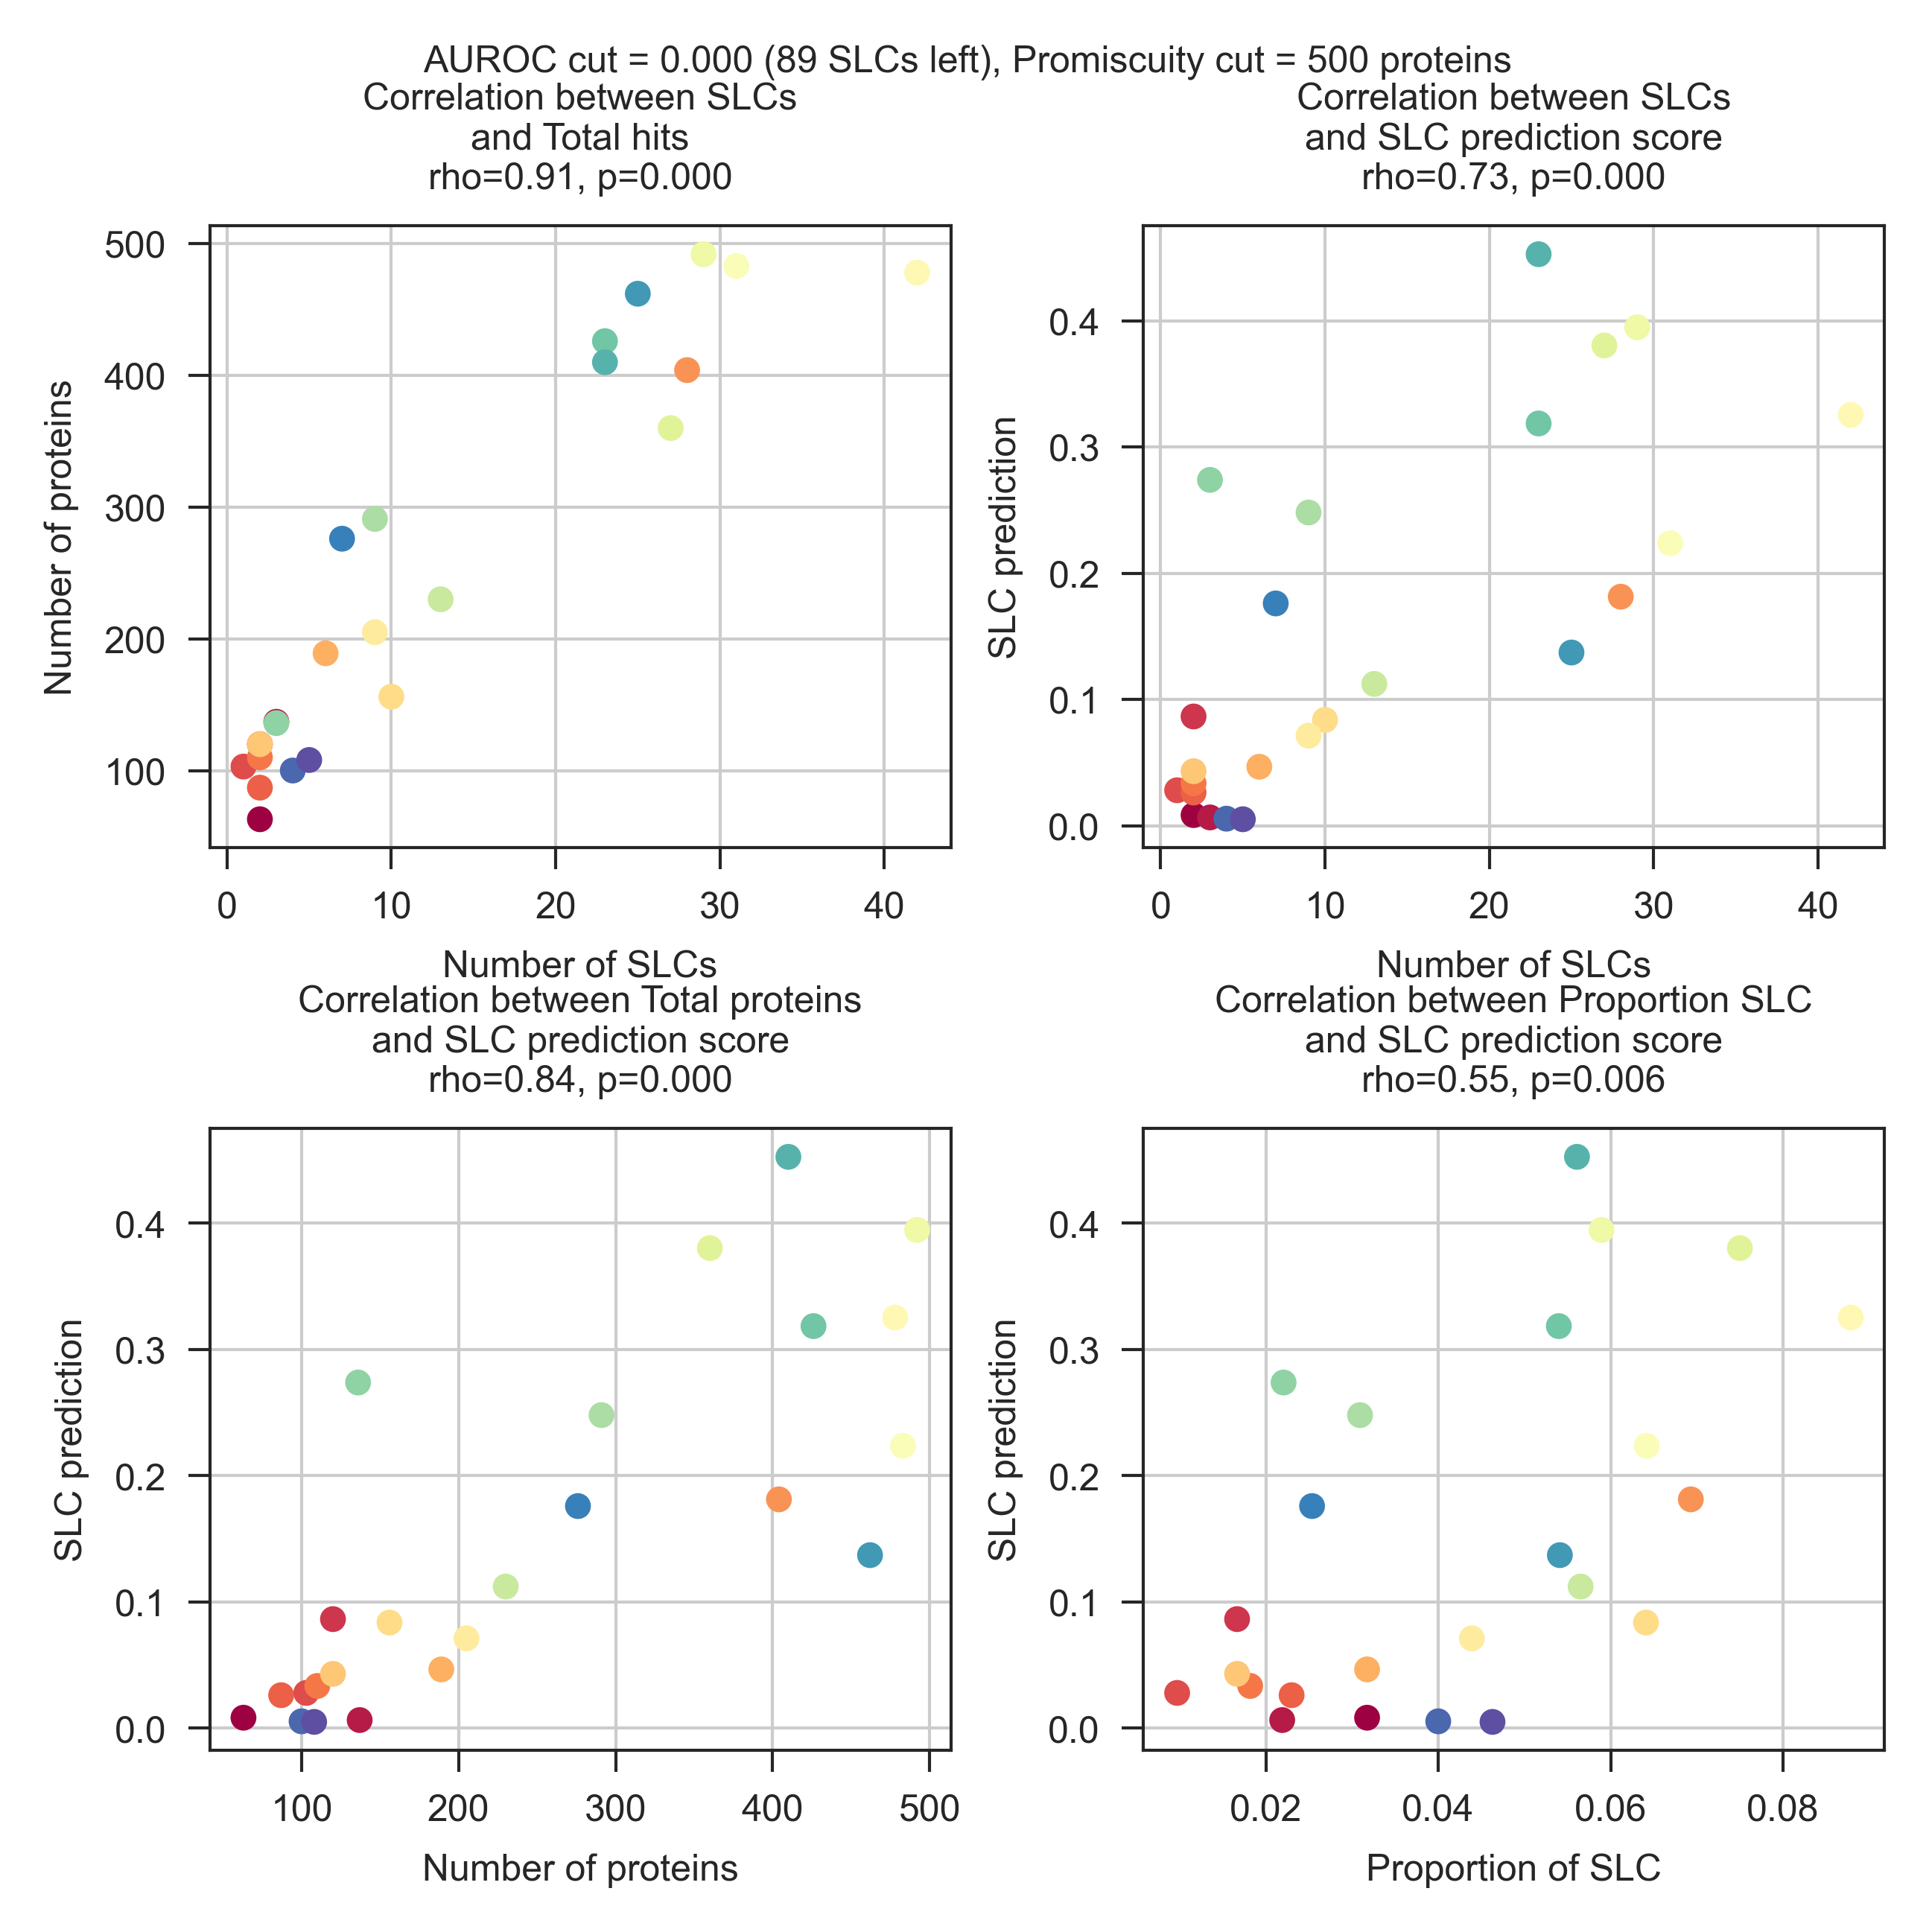 AUROC cut = 0.000 (89 SLCs left), Promiscuity cut = 500 proteins
Correlation between SLCs
and Total hits
rho=0.91, p=0.000
500
400
300
200
100
Number of proteins
0 10 20 30 40
Number of SLCs
Correlation between SLCs
and SLC prediction score
rho=0.73, p=0.000
0.4
0.3
0.2
0.1
0.0
SLC prediction
0 10 20 30 40
Number of SLCs
Correlation between Total proteins
and SLC prediction score
rho=0.84, p=0.000
0.4
0.3
0.2
0.1
0.0
SLC prediction
100 200 300 400 500
Number of proteins
Correlation between Proportion SLC
and SLC prediction score
rho=0.55, p=0.006
0.4
0.3
0.2
0.1
0.0
SLC prediction
0.02 0.04 0.06 0.08
Proportion of SLC